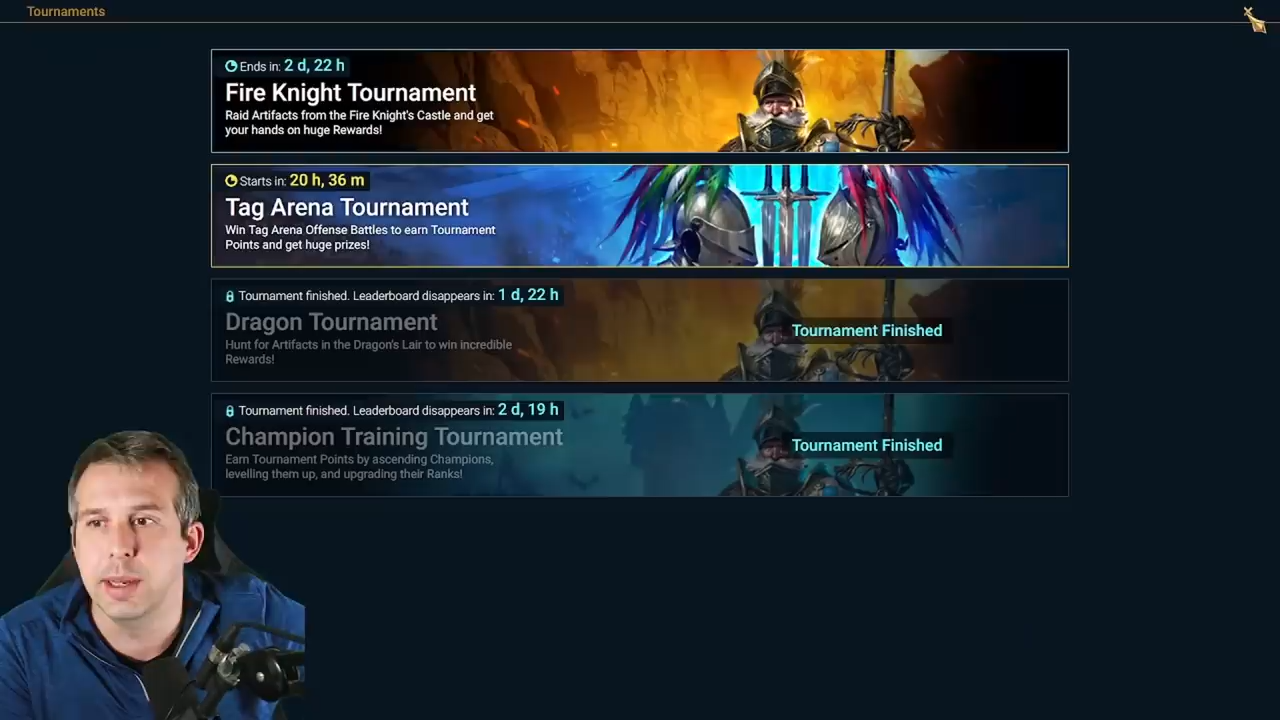 Tournaments
Ends in: 2 d, 22 h
Fire Knight Tournament
Raid Artifacts from the Fire Knight's Castle and get
your hands on huge Rewards!
Starts in: 20 h, 36 m
Tag Arena Tournament
Win Tag Arena Offense Battles to earn Tournament
Points and get huge prizes!
Tournament finished. Leaderboard disappears in: 1 d, 22 h
Dragon Tournament
Tournament Finished
Hunt for Artifacts in the Dragon's Lair to win incredible
Rewards!
Tournament finished. Leaderboard disappears in: 2 d, 19 h
Champion Training Tournament
Tournament Finished
Earn Tournament Points by ascending Champions,
levelling them up, and upgrading their Ranks!